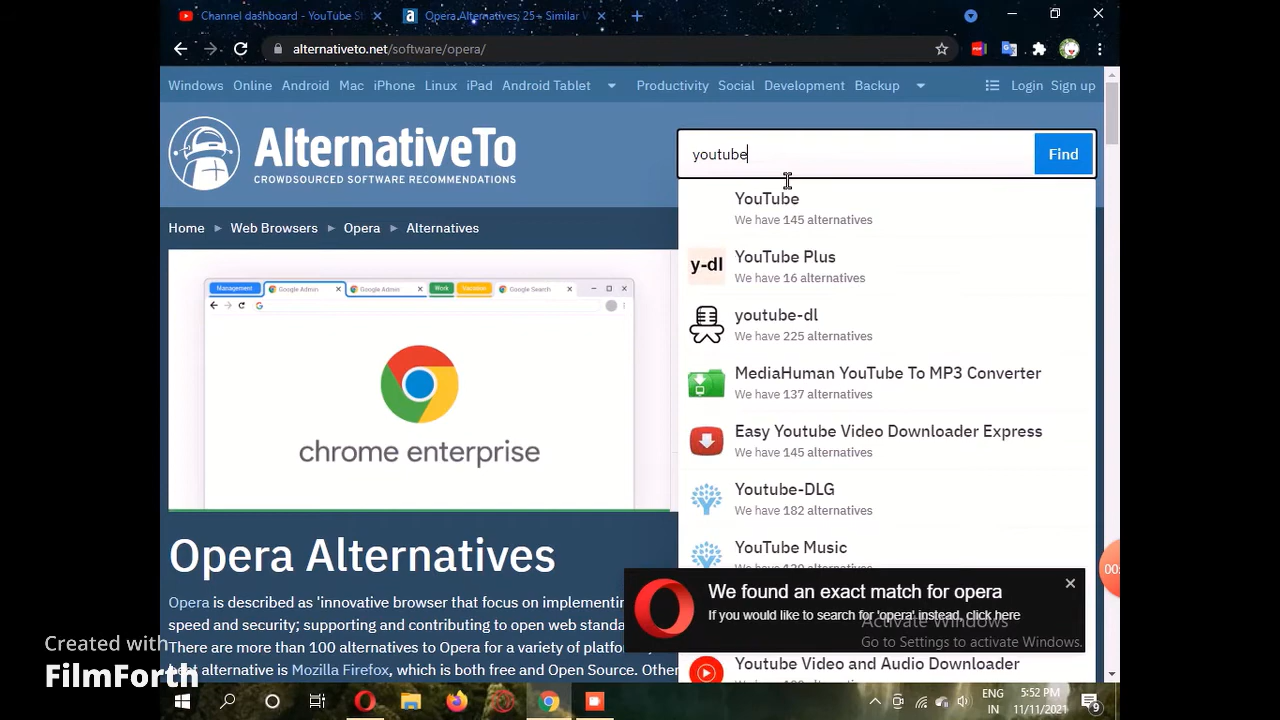 Channel dashboard - YouTube St
Opera Alternatives: 25+ Similar W
alternativeto.net/software/opera/
Windows Online Android Mac iPhone Linux iPad Android Tablet Productivity Social Development Backup Login Sign up
AlternativeTo
CROWDSOURCED SOFTWARE RECOMMENDATIONS
youtube
Find
Home Web Browsers Opera Alternatives
YouTube
We have 145 alternatives
y-dl
YouTube Plus
We have 16 alternatives
youtube-dl
We have 225 alternatives
MediaHuman YouTube To MP3 Converter
We have 137 alternatives
Easy Youtube Video Downloader Express
We have 145 alternatives
Youtube-DLG
We have 182 alternatives
YouTube Music
Youtube Video and Audio Downloader
Management Google Admin Google Admin Work Vacation Google Search
chrome enterprise
Opera Alternatives
Opera is described as 'innovative browser that focus on implementin
speed and security; supporting and contributing to open web standa
There are more than 100 alternatives to Opera for a variety of platfo
alternative is Mozilla Firefox, which is both free and Open Source. Other
We found an exact match for opera
If you would like to search for 'opera' instead, click here
Activate Windows
Go to Settings to activate Windows.
Created with
FilmForth
00:
ENG
IN
5:52 PM
11/11/2021
9